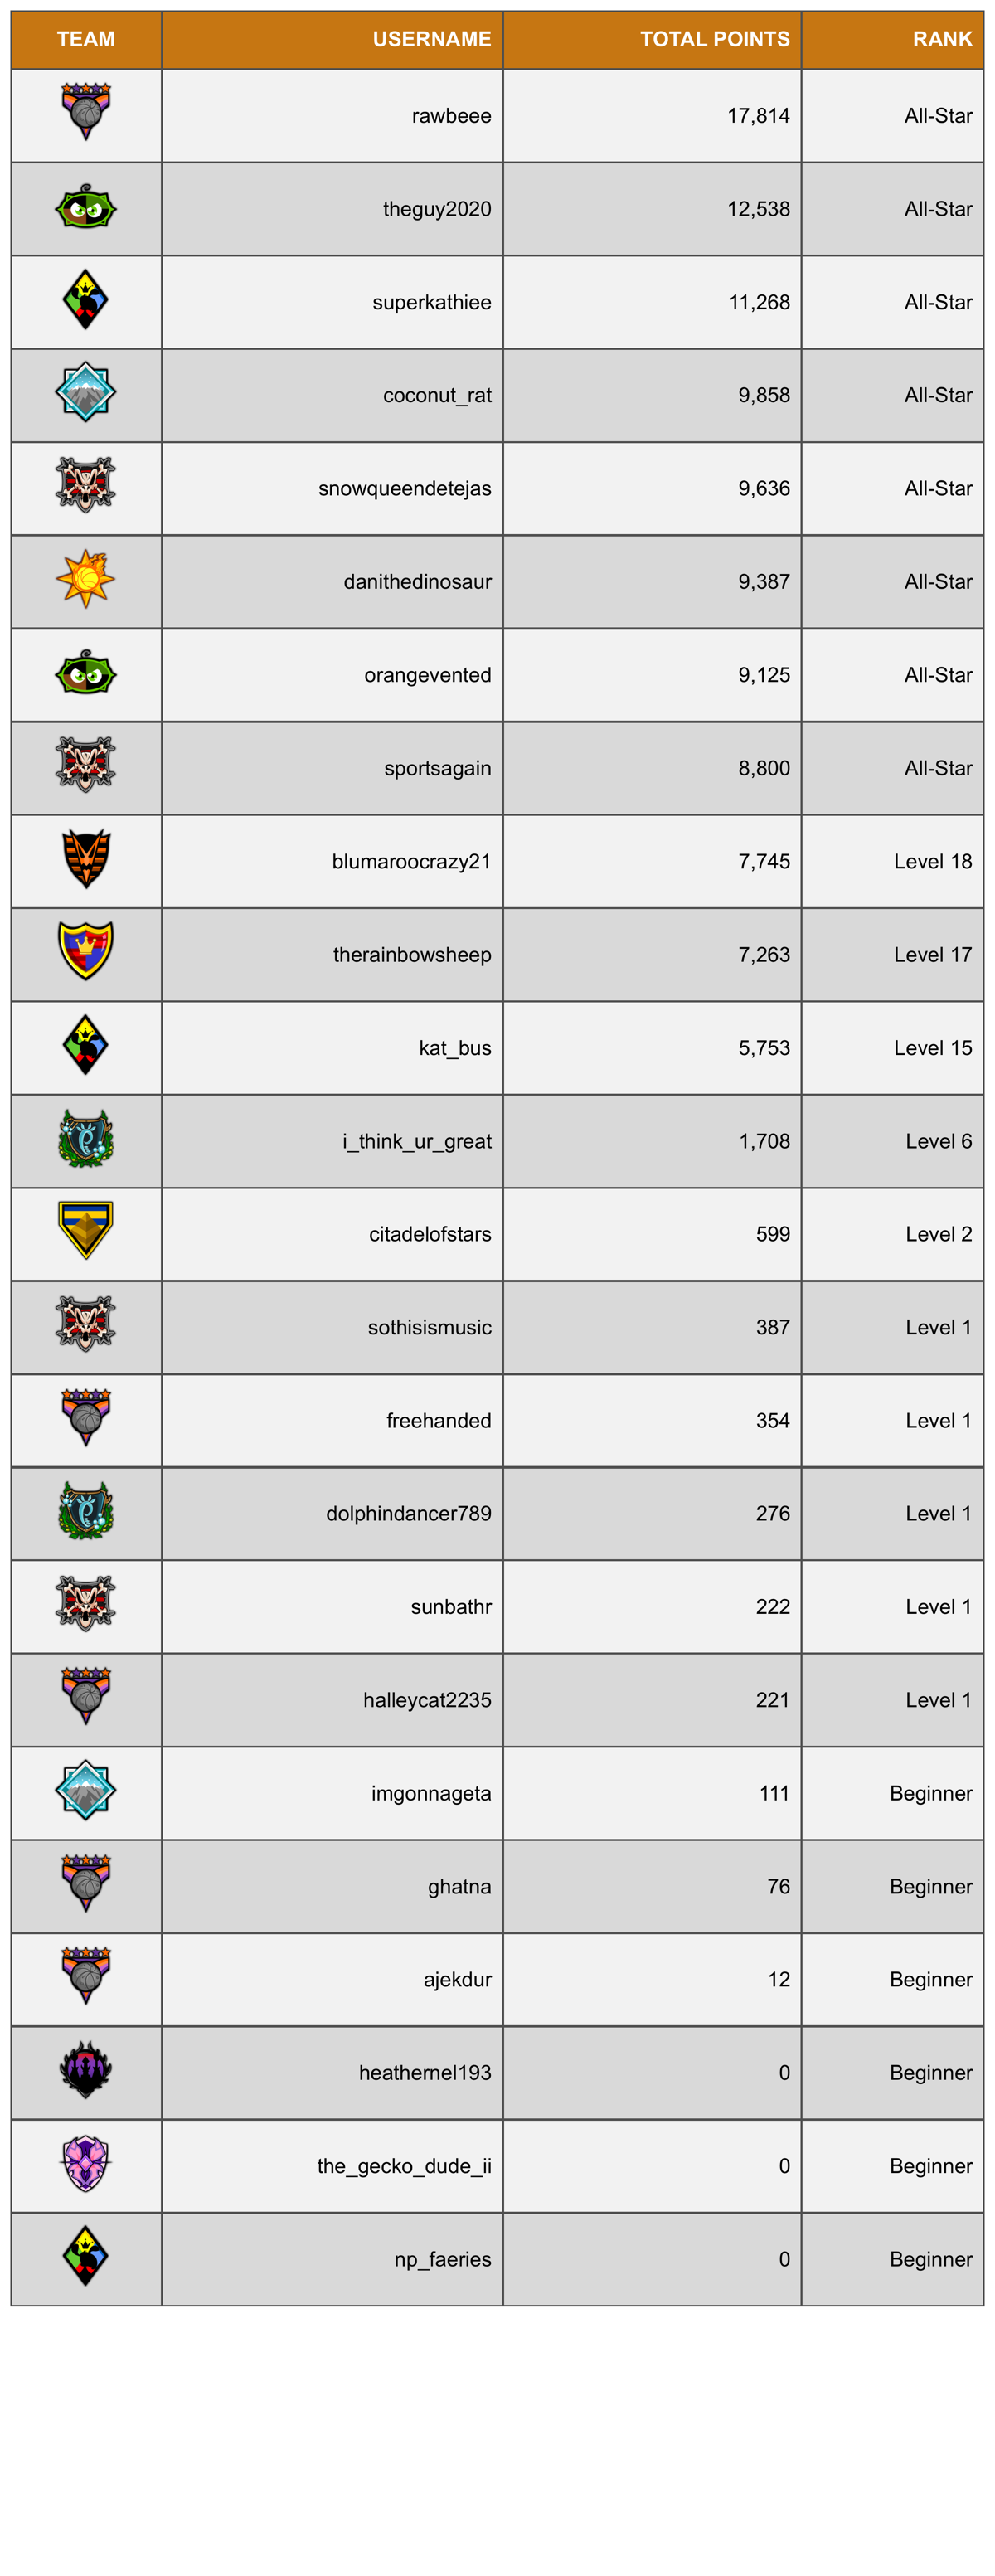 TEAM USERNAME TOTAL POINTS RANK
rawbeee 17,814 All-Star
theguy2020 12,538 All-Star
superkathiee 11,268 All-Star
coconut_rat 9,858 All-Star
snowqueendetejas 9,636 All-Star
danithedinosaur 9,387 All-Star
orangevented 9,125 All-Star
sportsagain 8,800 All-Star
blumaroocrazy21 7,745 Level 18
therainbowsheep 7,263 Level 17
kat_bus 5,753 Level 15
i_think_ur_great 1,708 Level 6
citadelofstars 599 Level 2
sothisismusic 387 Level 1
freehanded 354 Level 1
dolphindancer789 276 Level 1
sunbathr 222 Level 1
halleycat2235 221 Level 1
imgonnageta 111 Beginner
ghatna 76 Beginner
ajekdur 12 Beginner
heathernel193 0 Beginner
the_gecko_dude_ii 0 Beginner
np_faeries 0 Beginner